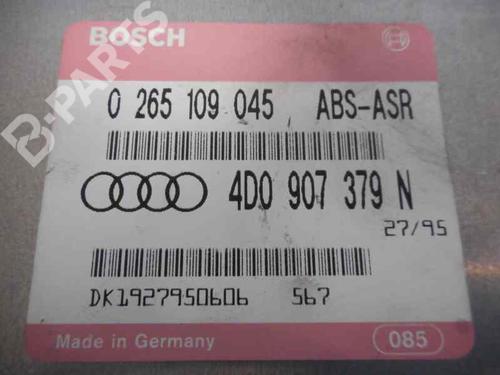 BOSCH
B-PARTS
0 265 109 045 ABS-ASR
4D0 907 379 N
27/95
DK1927950606 567
Made in Germany
085